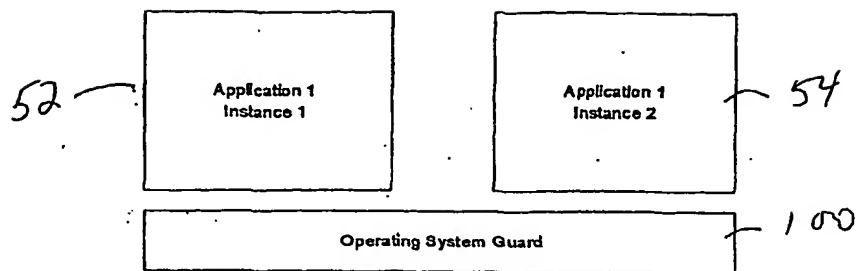 52
Application 1
Instance 1
Application 1
Instance 2
54
Operating System Guard
100